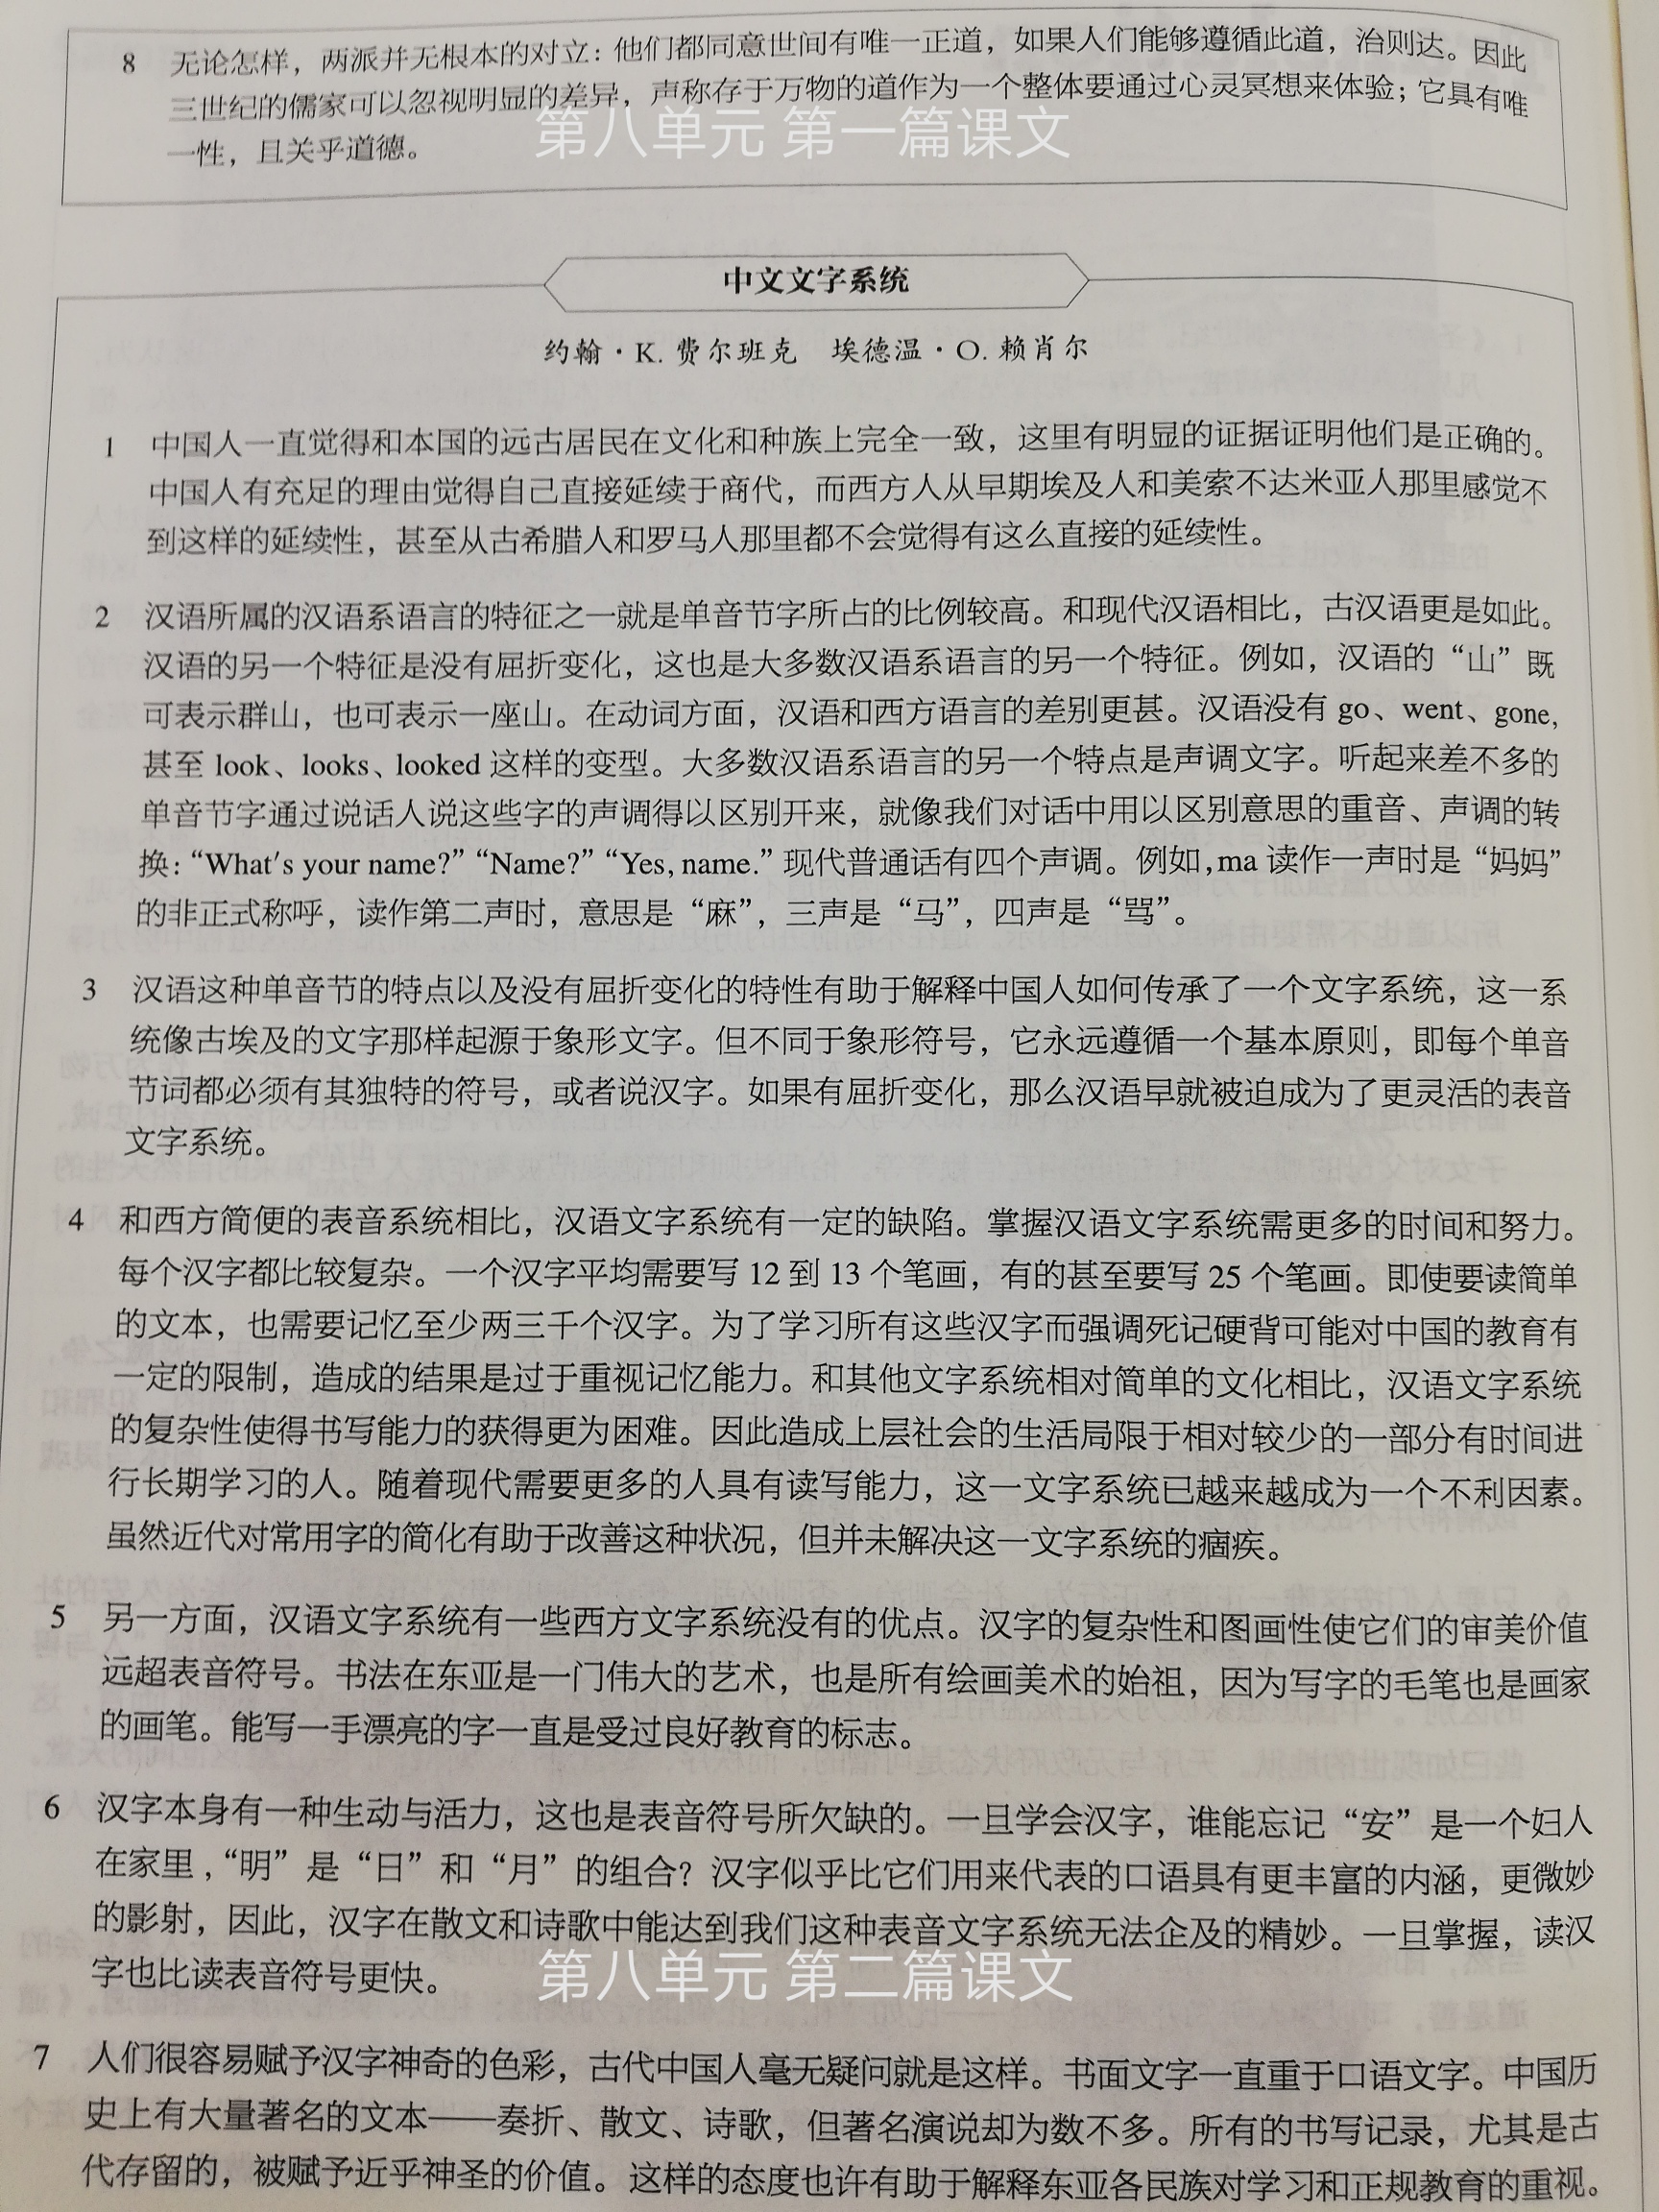 8 无论怎样，两派并无根本的对立：他们都同意世间有唯一正道，如果人们能够遵循此道，治则达。因此
三世纪的儒家可以忽视明显的差异，声称存于万物的道作为一个整体要通过心灵冥想来体验；它具有唯
一性，且关乎道德。
第八单元 第一篇课文
中文文字系统
约翰·K. 费尔班克 埃德温·O. 赖肖尔
1 中国人一直觉得和本国的远古居民在文化和种族上完全一致，这里有明显的证据证明他们是正确的。
中国人有充足的理由觉得自己直接延续于商代，而西方人从早期埃及人和美索不达米亚人那里感觉不
到这样的延续性，甚至从古希腊人和罗马人那里都不会觉得有这么直接的延续性。
2 汉语所属的汉语系语言的特征之一就是单音节字所占的比例较高。和现代汉语相比，古汉语更是如此。
汉语的另一个特征是没有屈折变化，这也是大多数汉语系语言的另一个特征。例如，汉语的“山”既
可表示群山，也可表示一座山。在动词方面，汉语和西方语言的差别更甚。汉语没有 go、went、gone,
甚至 look、looks、looked 这样的变型。大多数汉语系语言的另一个特点是声调文字。听起来差不多的
单音节字通过说话人说这些字的声调得以区别开来，就像我们对话中用以区别意思的重音、声调的转
换：“What's your name?” “Name?” “Yes, name.” 现代普通话有四个声调。例如，ma 读作一声时是“妈妈”
的非正式称呼，读作第二声时，意思是“麻”，三声是“马”，四声是“骂”。
3 汉语这种单音节的特点以及没有屈折变化的特性有助于解释中国人如何传承了一个文字系统，这一系
统像古埃及的文字那样起源于象形文字。但不同于象形符号，它永远遵循一个基本原则，即每个单音
节词都必须有其独特的符号，或者说汉字。如果有屈折变化，那么汉语早就被迫成为了更灵活的表音
文字系统。
4 和西方简便的表音系统相比，汉语文字系统有一定的缺陷。掌握汉语文字系统需更多的时间和努力。
每个汉字都比较复杂。一个汉字平均需要写 12 到 13 个笔画，有的甚至要写 25 个笔画。即使要读简单
的文本，也需要记忆至少两三千个汉字。为了学习所有这些汉字而强调死记硬背可能对中国的教育有
一定的限制，造成的结果是过于重视记忆能力。和其他文字系统相对简单的文化相比，汉语文字系统
的复杂性使得书写能力的获得更为困难。因此造成上层社会的生活局限于相对较少的一部分有时间进
行长期学习的人。随着现代需要更多的人具有读写能力，这一文字系统已越来越成为一个不利因素。
虽然近代对常用字的简化有助于改善这种状况，但并未解决这一文字系统的痼疾。
5 另一方面，汉语文字系统有一些西方文字系统没有的优点。汉字的复杂性和图画性使它们的审美价值
远超表音符号。书法在东亚是一门伟大的艺术，也是所有绘画美术的始祖，因为写字的毛笔也是画家
的画笔。能写一手漂亮的字一直是受过良好教育的标志。
6 汉字本身有一种生动与活力，这也是表音符号所欠缺的。一旦学会汉字，谁能忘记“安”是一个妇人
在家里，“明”是“日”和“月”的组合？汉字似乎比它们用来代表的口语具有更丰富的内涵，更微妙
的影射，因此，汉字在散文和诗歌中能达到我们这种表音文字系统无法企及的精妙。一旦掌握，读汉
字也比读表音符号更快。
第八单元 第二篇课文
7 人们很容易赋予汉字神奇的色彩，古代中国人毫无疑问就是这样。书面文字一直重于口语文字。中国历
史上有大量著名的文本——奏折、散文、诗歌，但著名演说却为数不多。所有的书写记录，尤其是古
代存留的，被赋予近乎神圣的价值。这样的态度也许有助于解释东亚各民族对学习和正规教育的重视。